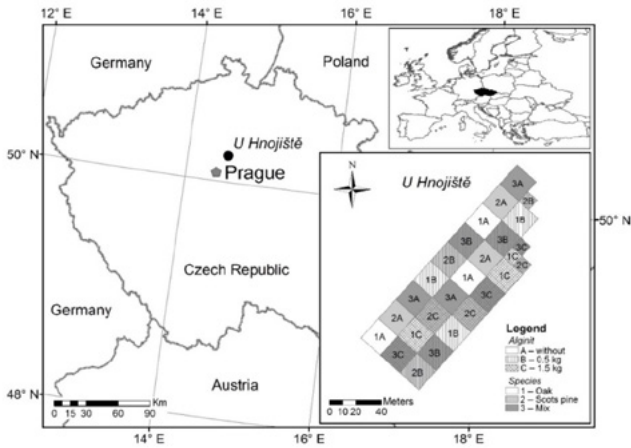 12° E
14° E
16° E
18° E
Germany
Poland
U Hnojiště
Prague
50° N
Czech Republic
Germany
Austria
48° N
Km
0 15 30 60 90
14° E
16° E
18° E
50° N
N
U Hnojiště
3A
2A
2B
1A
1B
3B
3B
3C
2B
2A
1C
2C
1B
1A
1C
3A
3A
3C
2A
2C
2C
1A
1C
1B
3C
3B
2B
Meters
0 10 20 40
Legend
Alginit
A – without
B – 0.5 kg
C – 1.5 kg
Species
1 – Oak
2 – Scots pine
3 – Mix